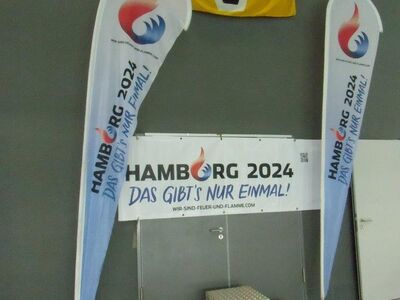 HAMBURG 2024
DAS GIBT'S NUR EINMAL!
HAMBURG 2024
DAS GIBT'S NUR EINMAL!
WIR-SIND-FEUER-UND-FLAMME.COM
HAMBURG 2024
DAS GIBT'S NUR EINMAL!